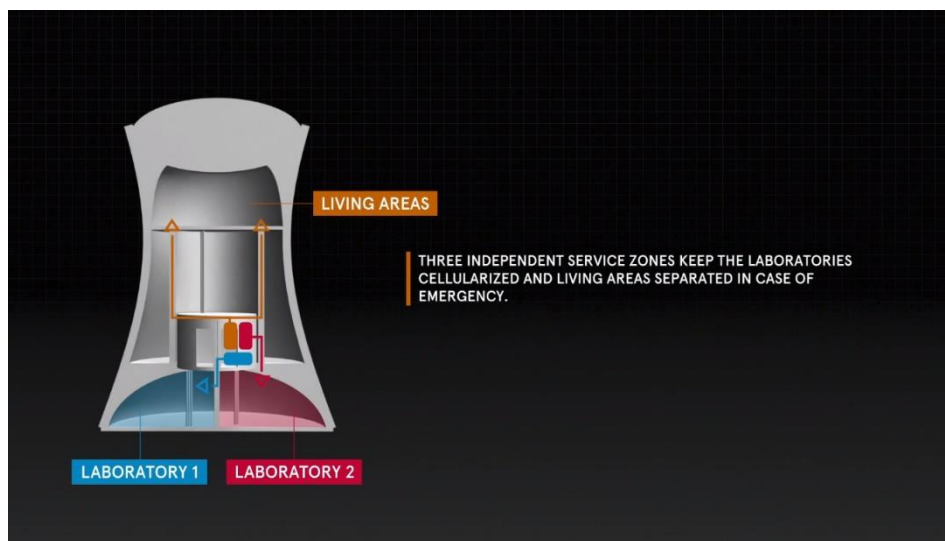 LIVING AREAS
THREE INDEPENDENT SERVICE ZONES KEEP THE LABORATORIES
CELLULARIZED AND LIVING AREAS SEPARATED IN CASE OF
EMERGENCY.
LABORATORY 1
LABORATORY 2